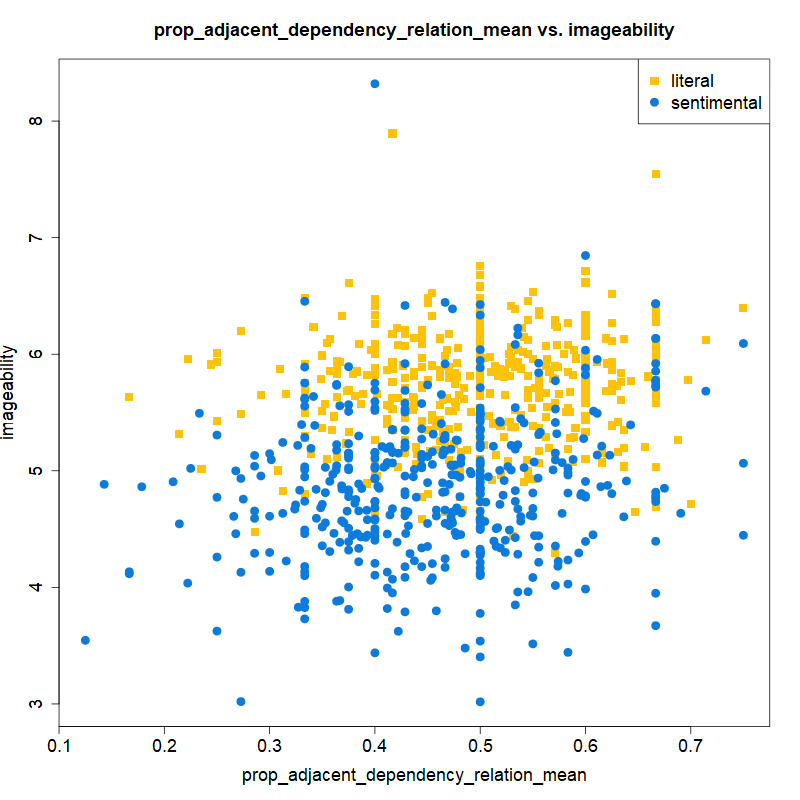 prop_adjacent_dependency_relation_mean vs. imageability
literal
sentimental
8
7
6
5
4
3
imageability
0.1 0.2 0.3 0.4 0.5 0.6 0.7
prop_adjacent_dependency_relation_mean